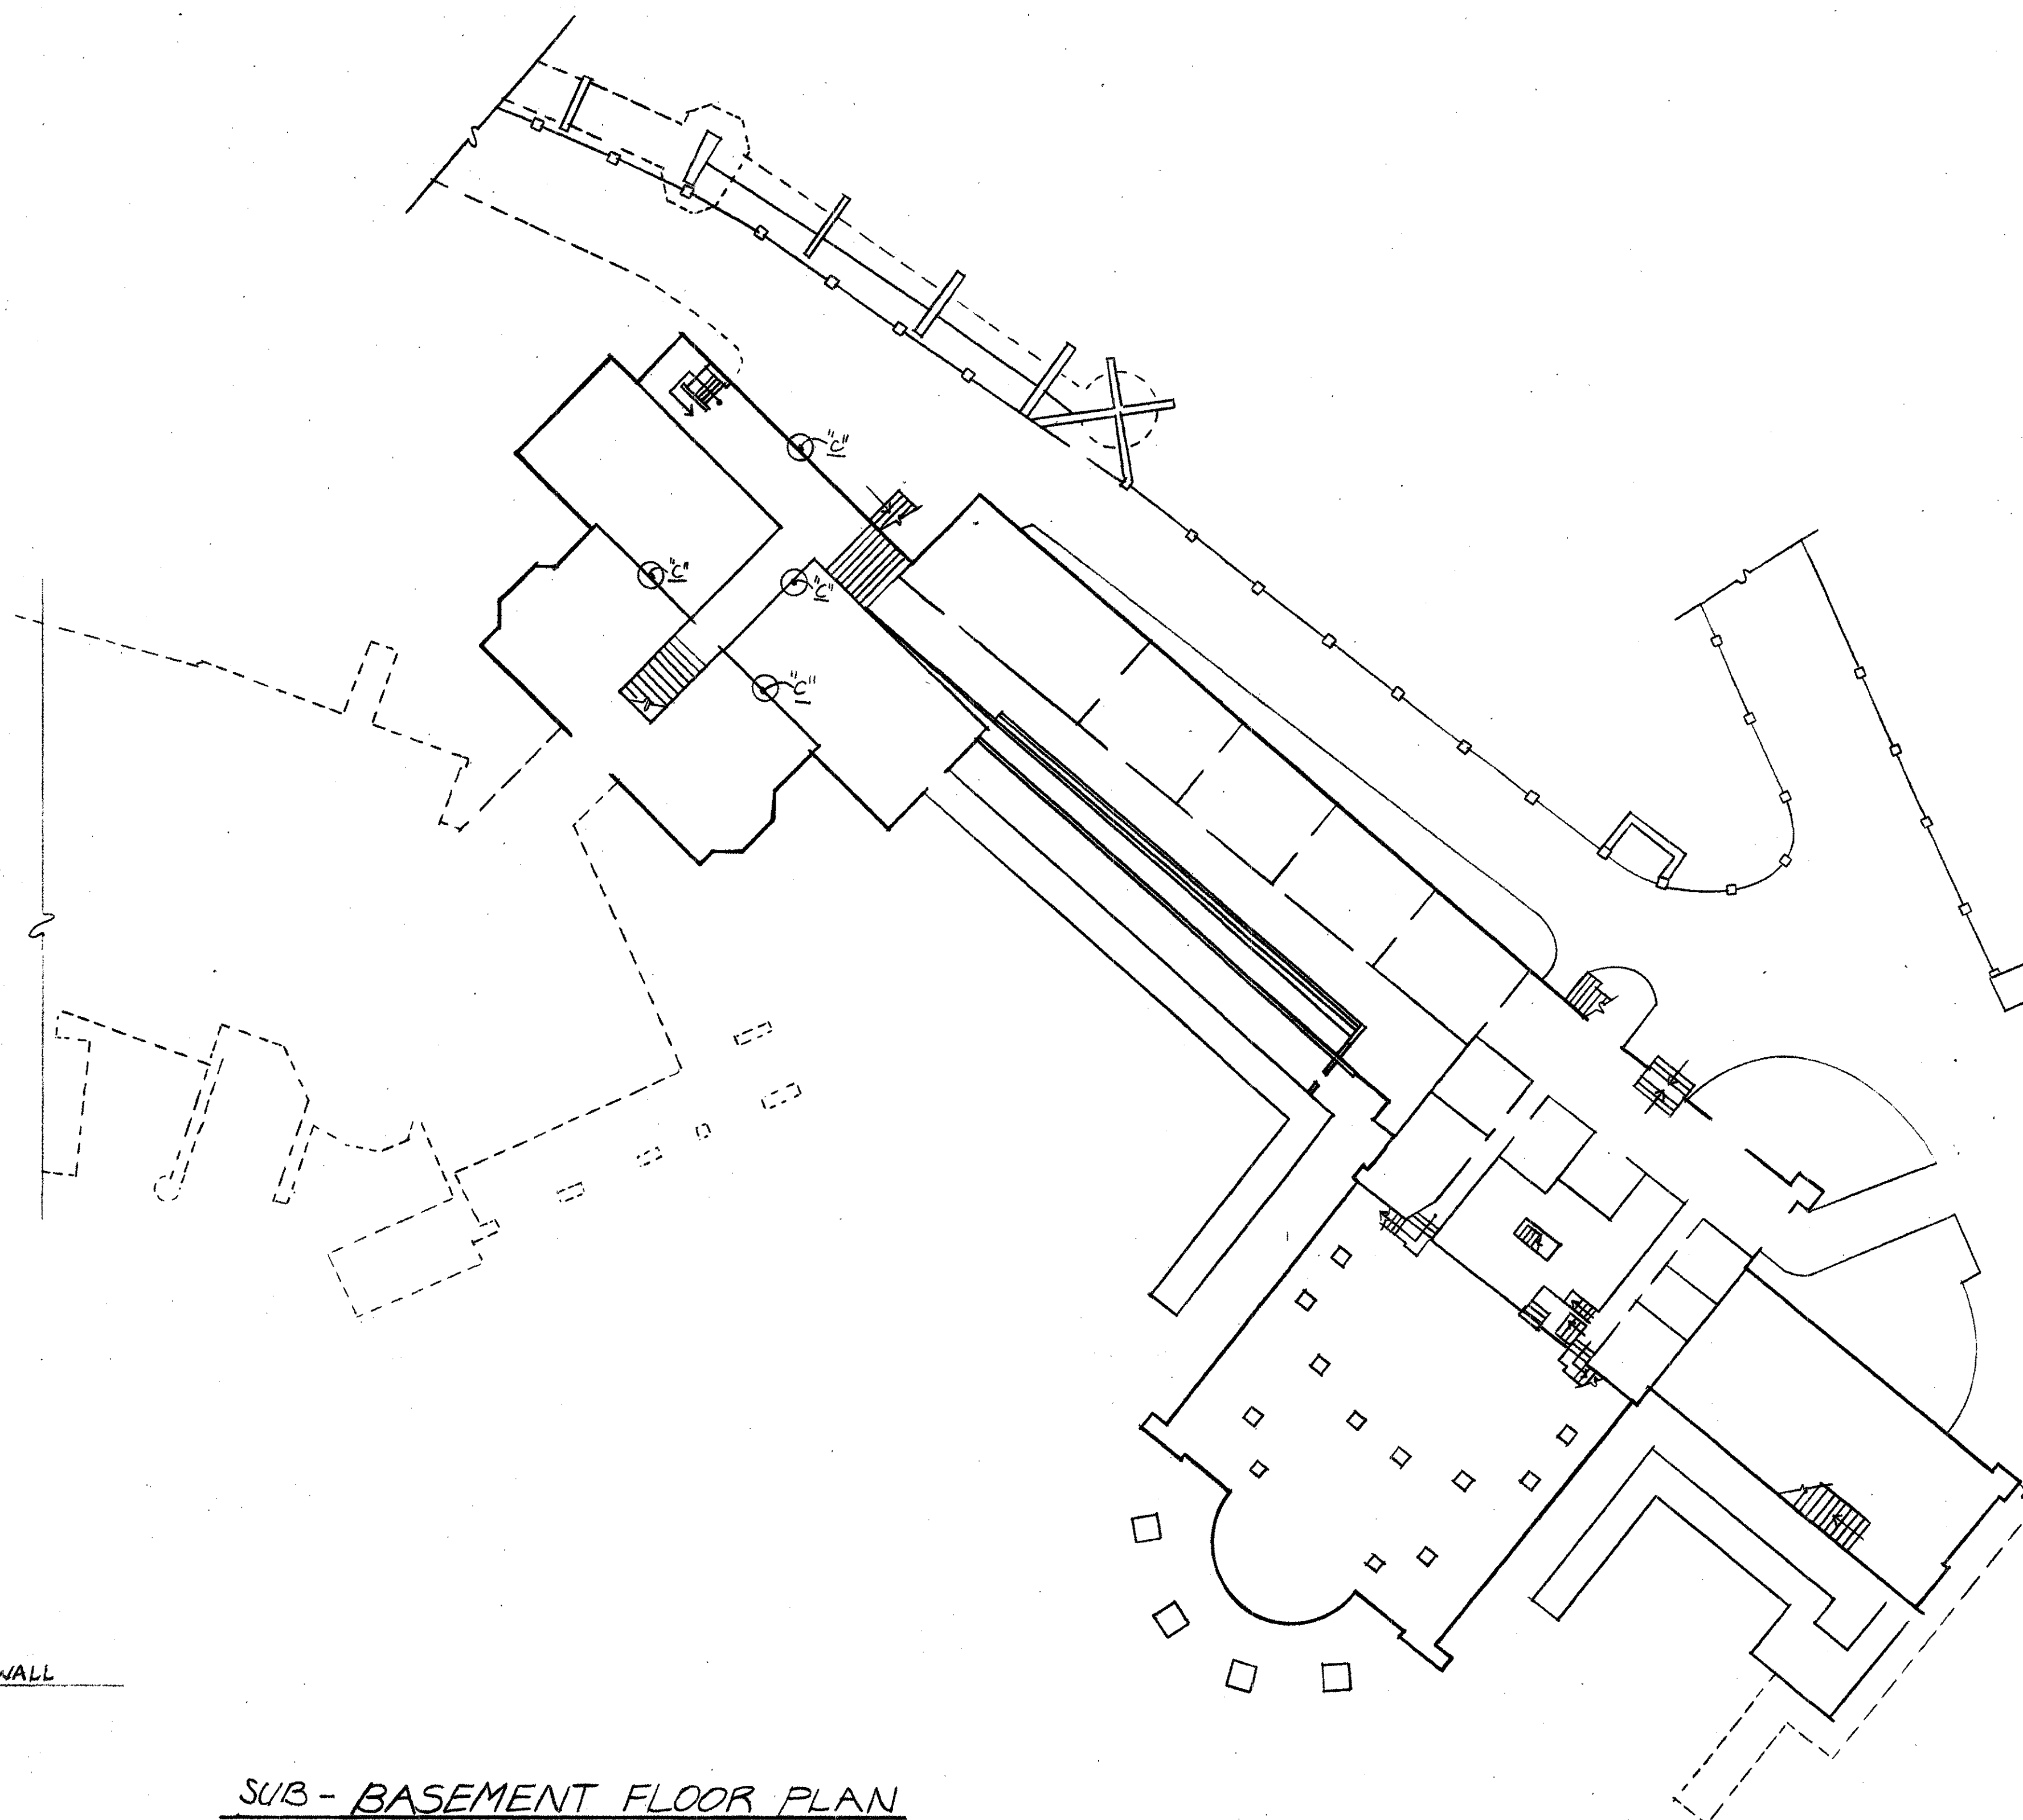 "C"
"C"
"C"
"C"
WALL
SUB - BASEMENT FLOOR PLAN